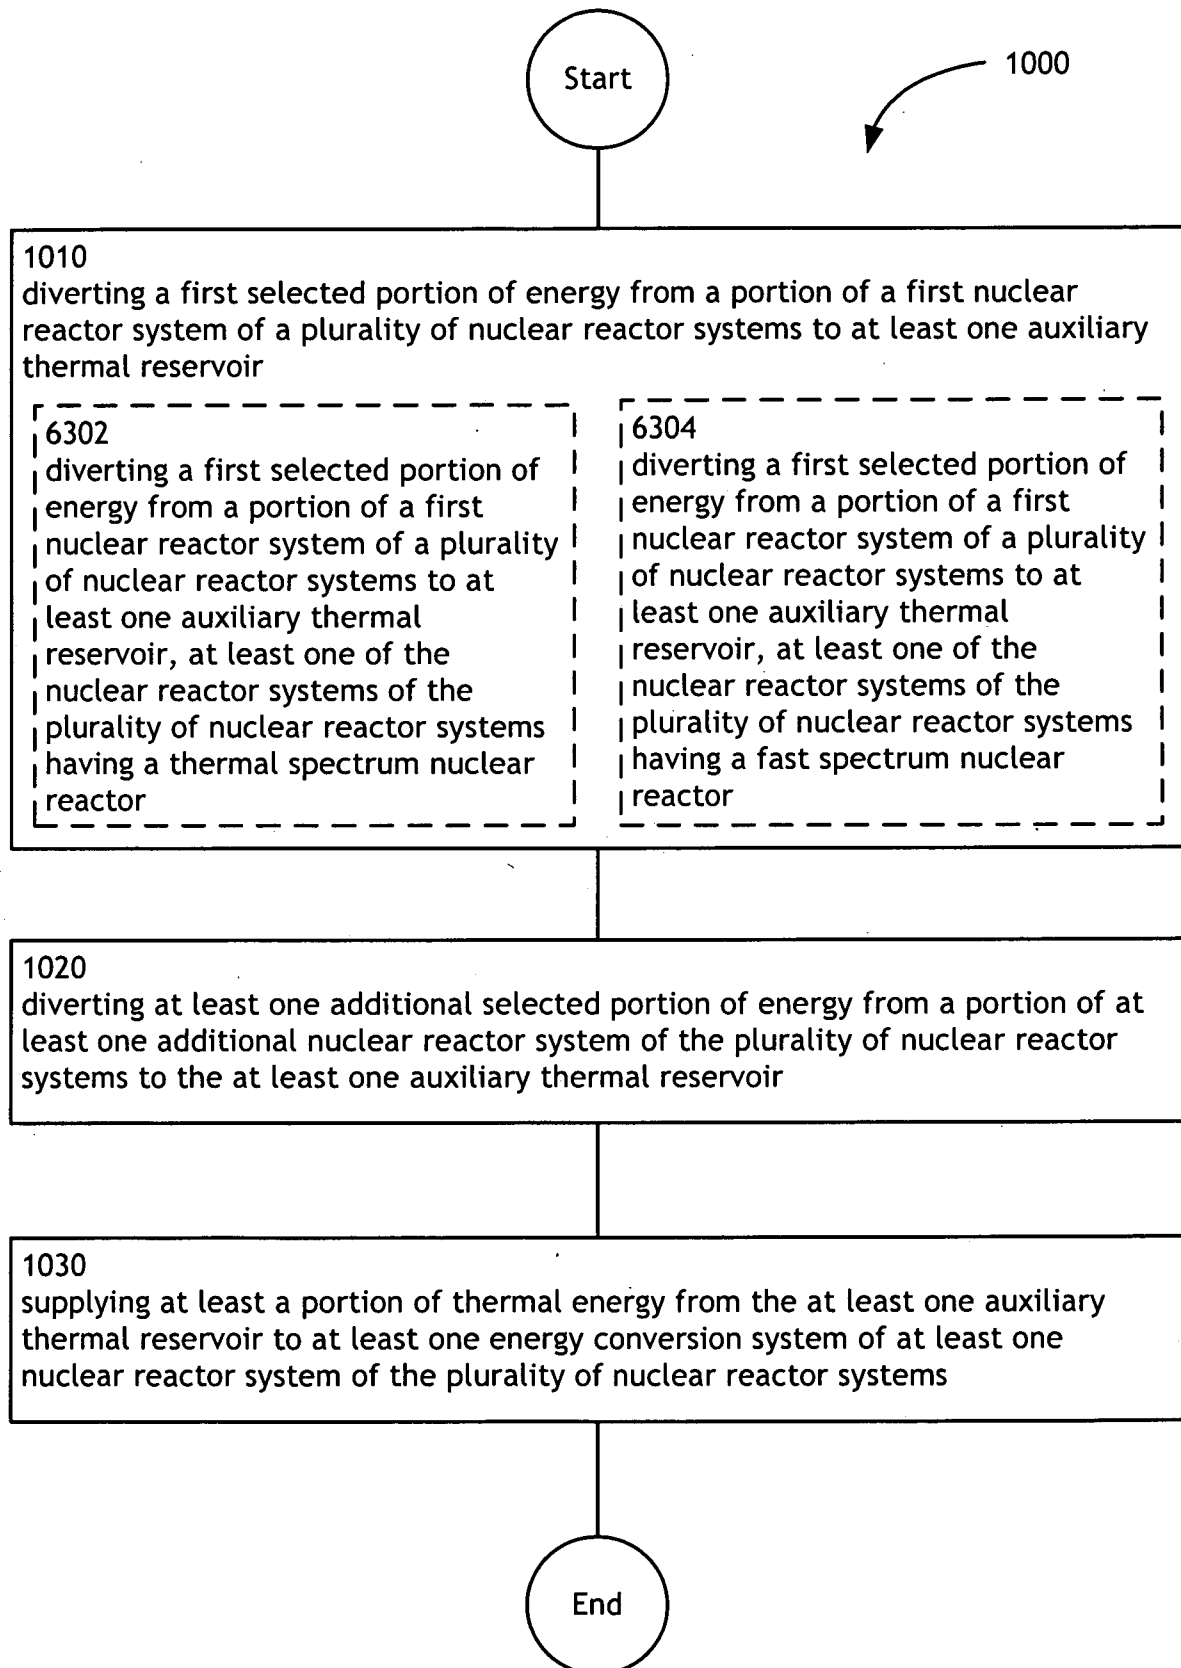 Start
1000
1010
diverting a first selected portion of energy from a portion of a first nuclear
reactor system of a plurality of nuclear reactor systems to at least one auxiliary
thermal reservoir
6302
diverting a first selected portion of
energy from a portion of a first
nuclear reactor system of a plurality
of nuclear reactor systems to at
least one auxiliary thermal
reservoir, at least one of the
nuclear reactor systems of the
plurality of nuclear reactor systems
having a thermal spectrum nuclear
reactor
6304
diverting a first selected portion of
energy from a portion of a first
nuclear reactor system of a plurality
of nuclear reactor systems to at
least one auxiliary thermal
reservoir, at least one of the
nuclear reactor systems of the
plurality of nuclear reactor systems
having a fast spectrum nuclear
reactor
1020
diverting at least one additional selected portion of energy from a portion of at
least one additional nuclear reactor system of the plurality of nuclear reactor
systems to the at least one auxiliary thermal reservoir
1030
supplying at least a portion of thermal energy from the at least one auxiliary
thermal reservoir to at least one energy conversion system of at least one
nuclear reactor system of the plurality of nuclear reactor systems
End